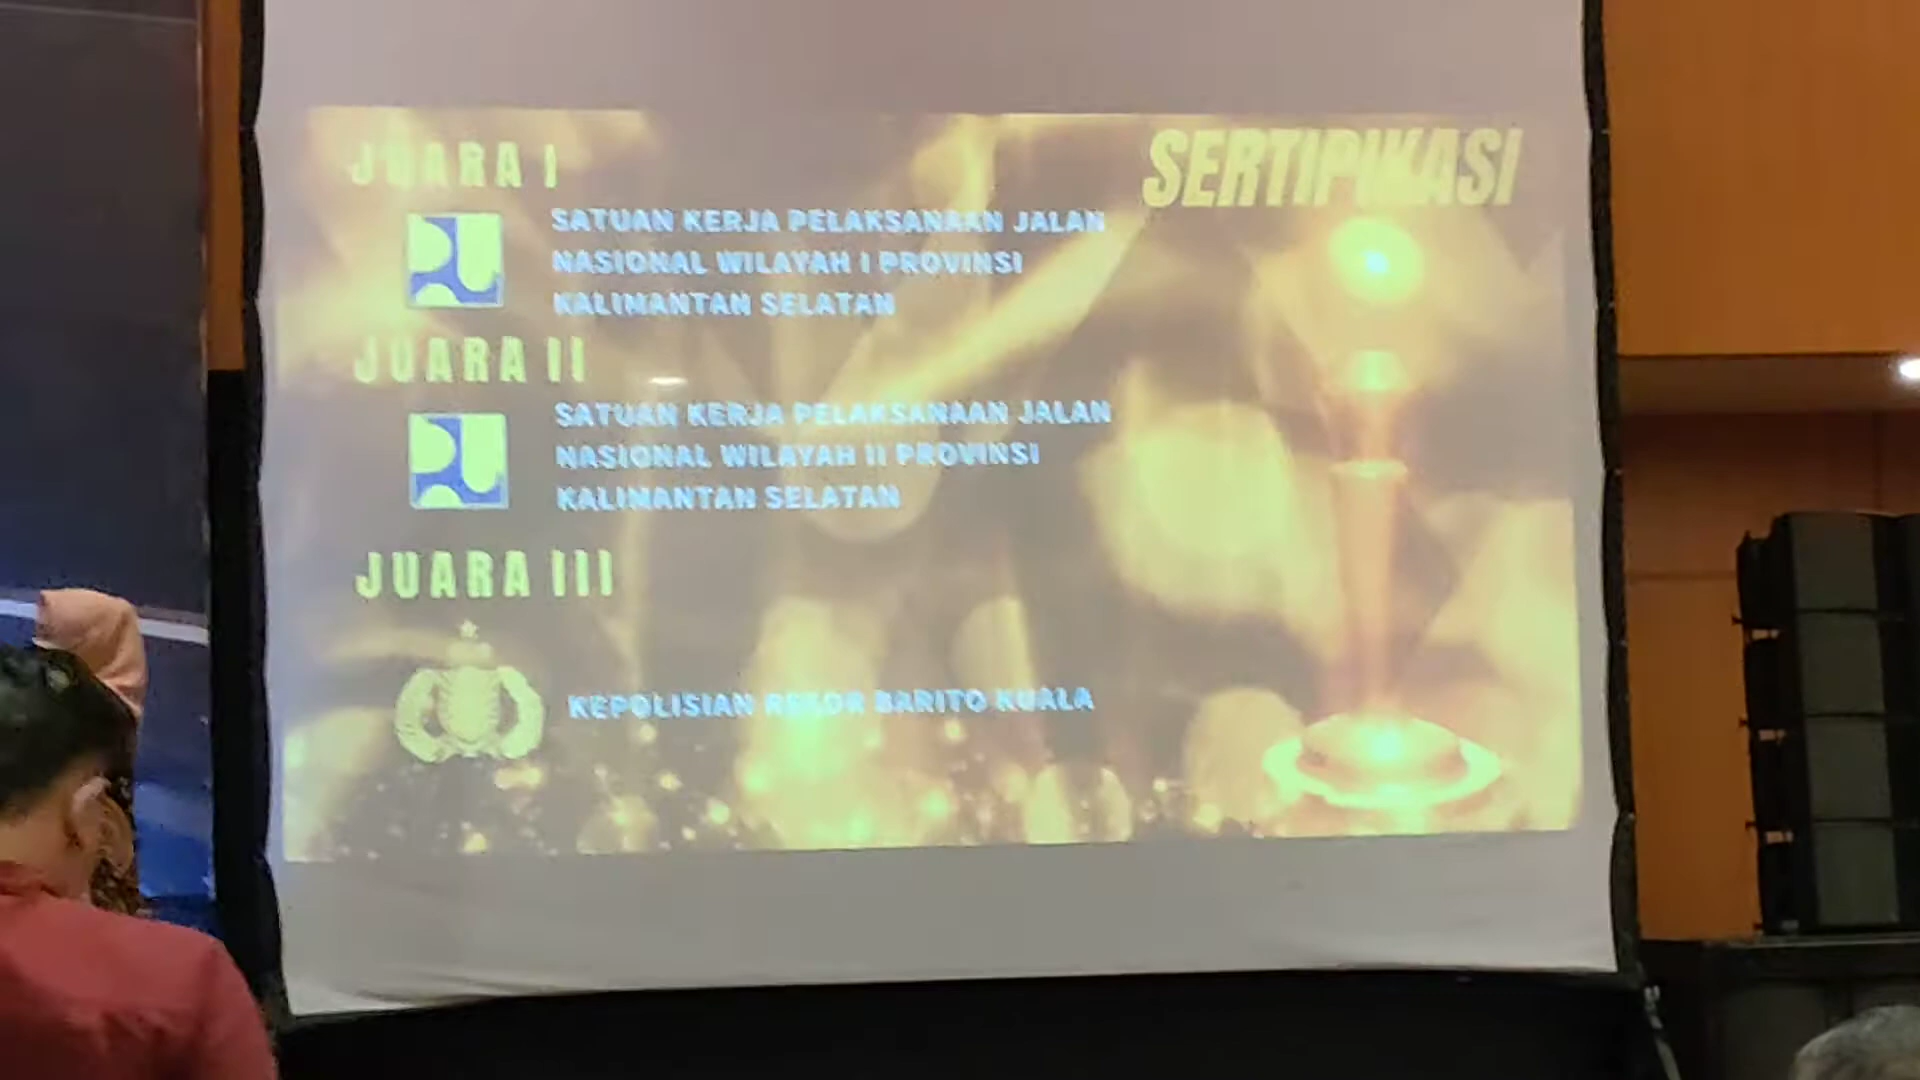 SERTIPIKASI
JUARA I
SATUAN KERJA PELAKSANAAN JALAN
NASIONAL WILAYAH I PROVINSI
KALIMANTAN SELATAN
JUARA II
SATUAN KERJA PELAKSANAAN JALAN
NASIONAL WILAYAH II PROVINSI
KALIMANTAN SELATAN
JUARA III
KEPOLISIAN RESOR BARITO KUALA